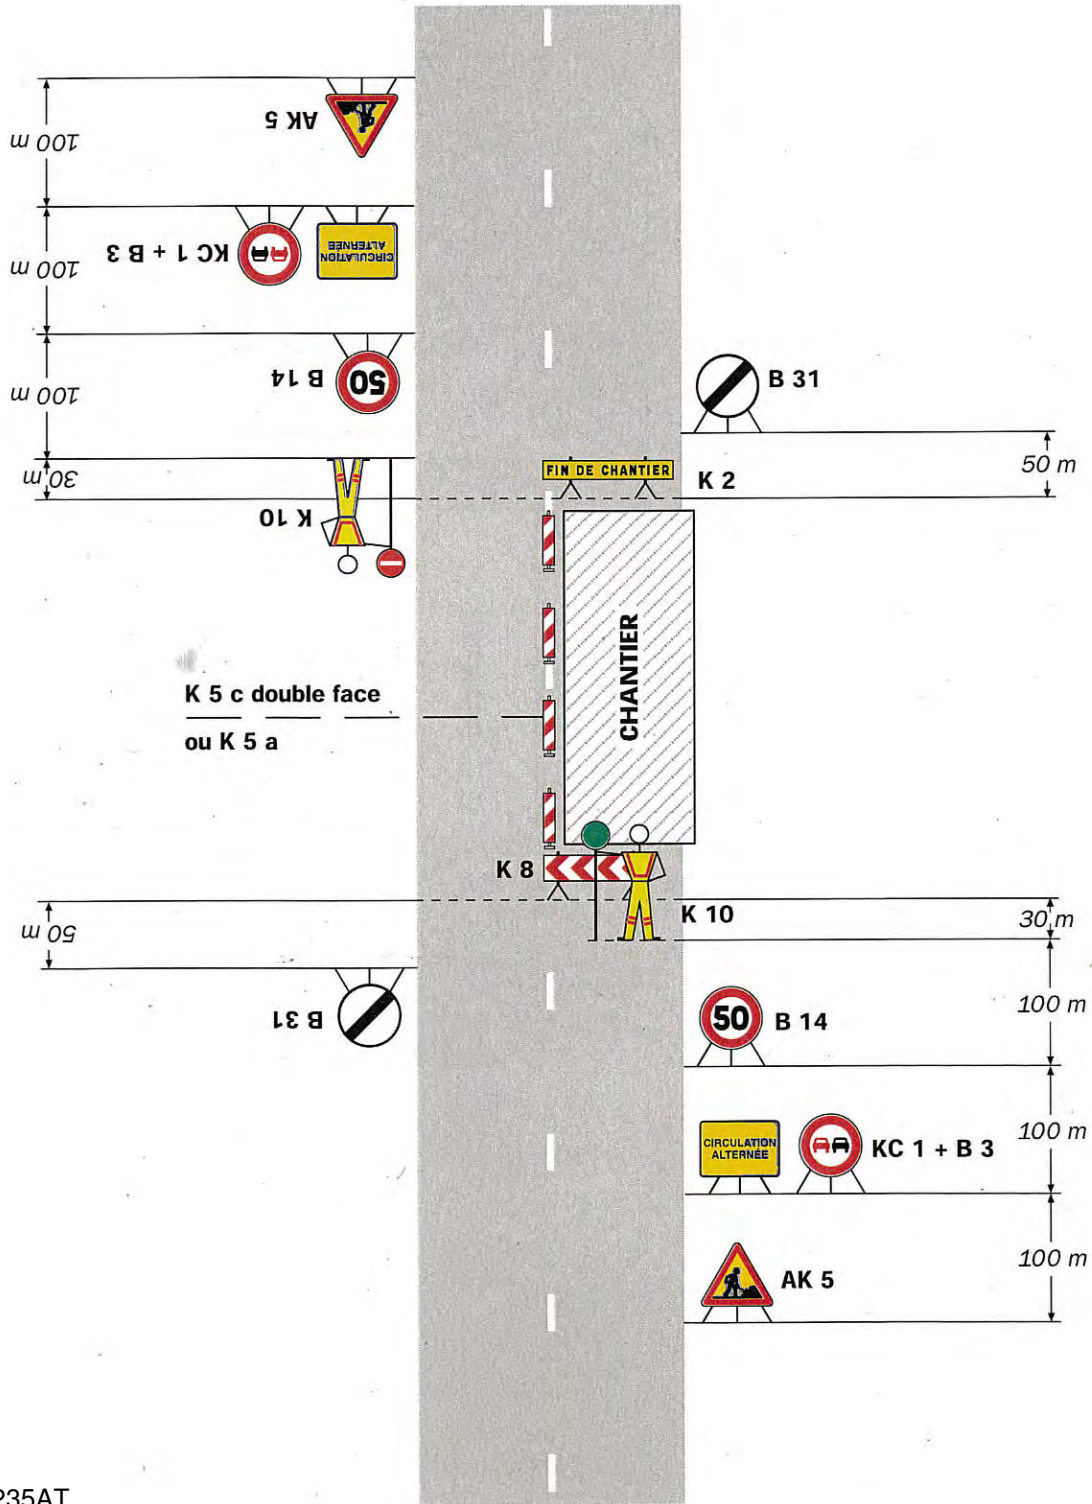 AK 5
100 m
KC 1 + B 3
CIRCULATION
ALTERNÉE
100 m
B 14
50
100 m
B 31
50 m
FIN DE CHANTIER
K 2
30 m
K 10
CHANTIER
K 5 c double face
ou K 5 a
K 8
K 10
30 m
50 m
B 31
50
B 14
100 m
CIRCULATION
ALTERNÉE
KC 1 + B 3
100 m
AK 5
100 m
235AT